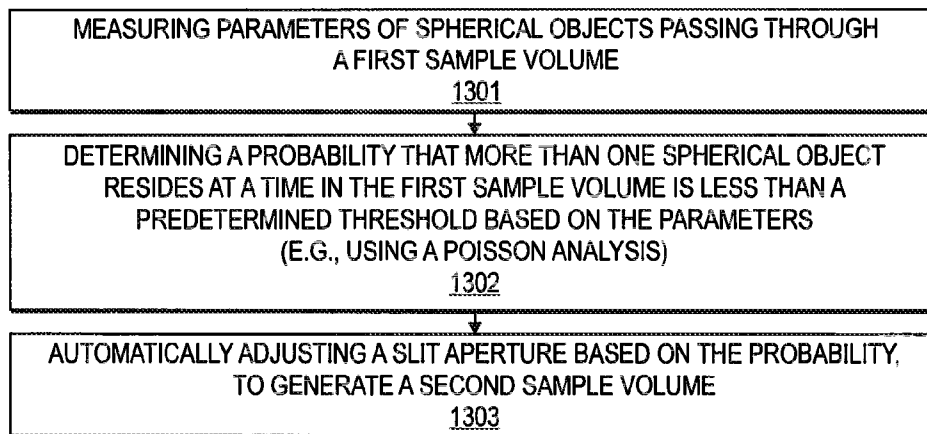 MEASURING PARAMETERS OF SPHERICAL OBJECTS PASSING THROUGH
A FIRST SAMPLE VOLUME
1301
DETERMINING A PROBABILITY THAT MORE THAN ONE SPHERICAL OBJECT
RESIDES AT A TIME IN THE FIRST SAMPLE VOLUME IS LESS THAN A
PREDETERMINED THRESHOLD BASED ON THE PARAMETERS
(E.G., USING A POISSON ANALYSIS)
1302
AUTOMATICALLY ADJUSTING A SLIT APERTURE BASED ON THE PROBABILITY,
TO GENERATE A SECOND SAMPLE VOLUME
1303